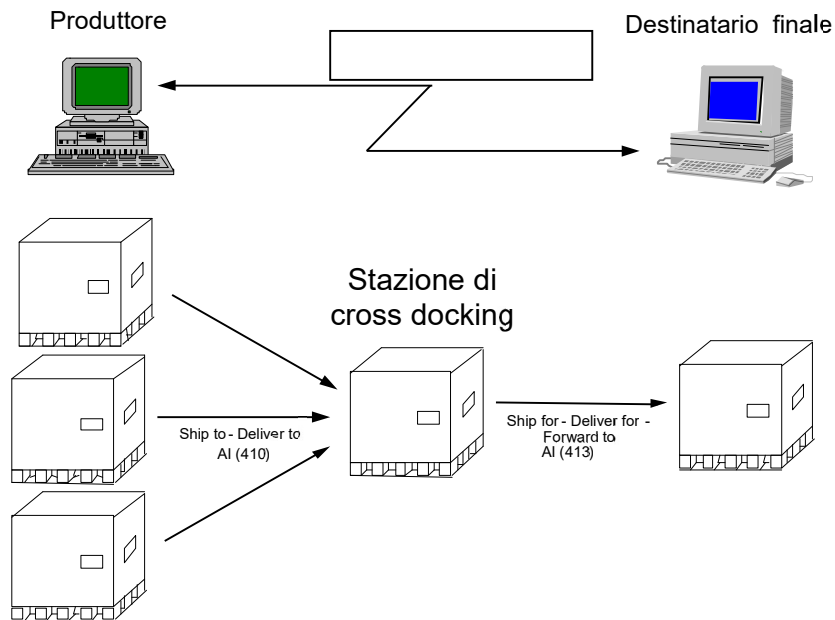 Produttore
Destinatario finale
Stazione di
cross docking
Ship to - Deliver to
AI (410)
Ship for - Deliver for -
Forward to
AI (413)